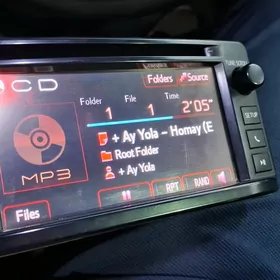 CD
Folders
Source
TUNE·SCROLL
Folder File Time
1 1 2'05"
+ Ay Yola - Homay (E
Root Folder
+ Ay Yola
MP3
RPT
RAND
Files
SETUP